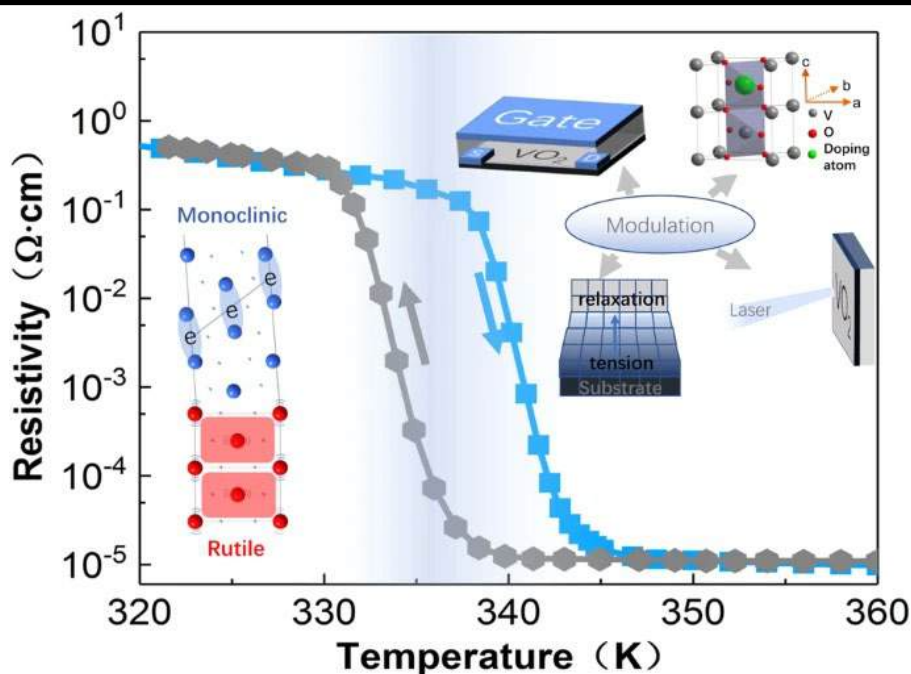 10¹
10⁰
10⁻¹
10⁻²
10⁻³
10⁻⁴
10⁻⁵
Resistivity（Ω·cm）
320
330
340
350
360
Temperature（K）
Monoclinic
e
e
e
Rutile
Gate
S
VO₂
D
c
b
a
V
O
Doping
atom
Modulation
relaxation
tension
Substrate
Laser
VO₂